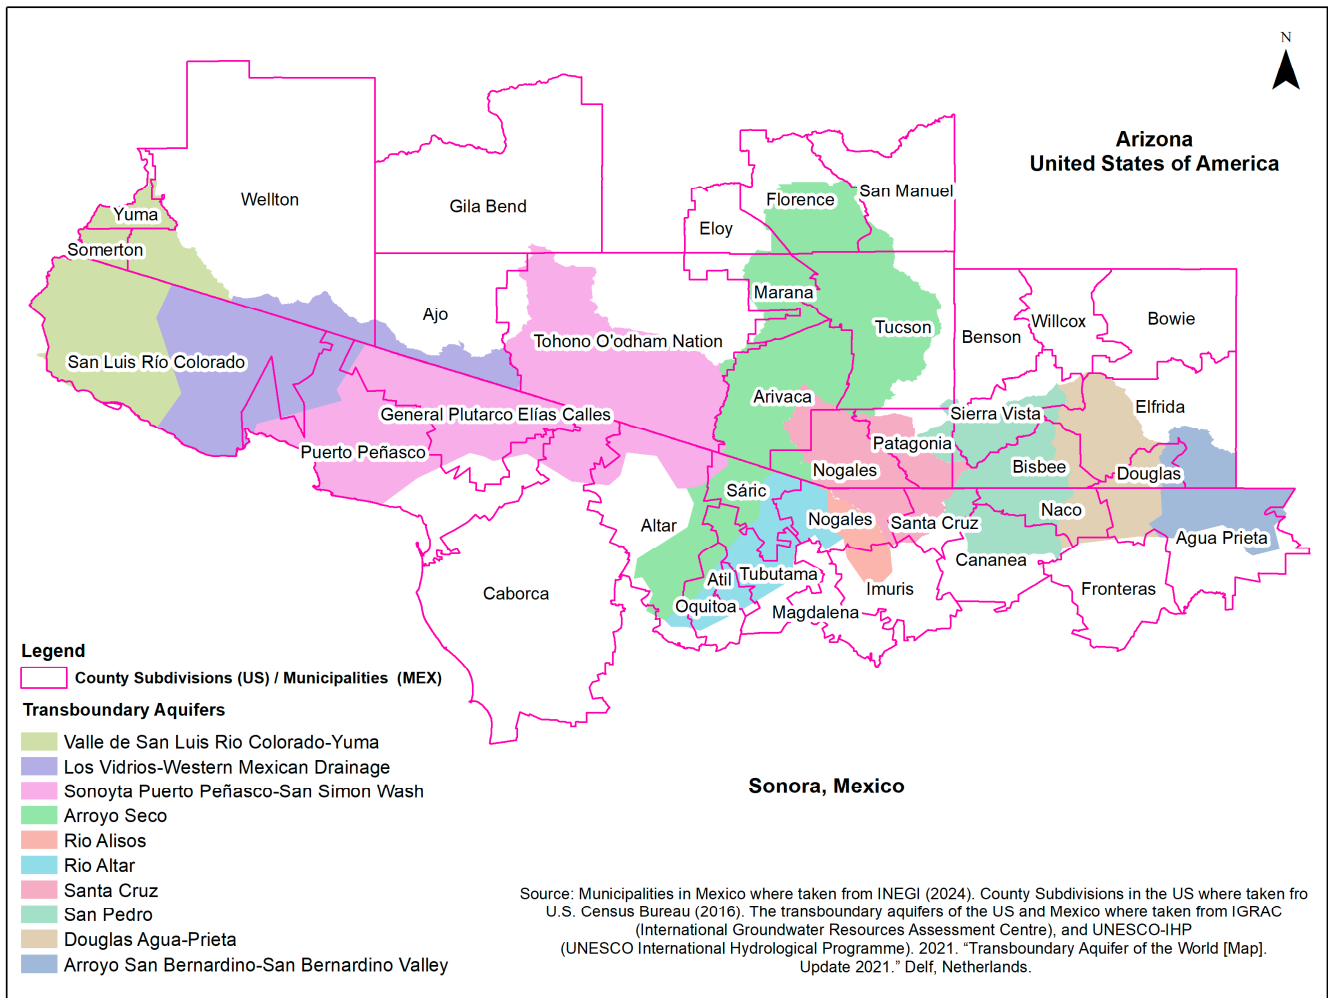 N
Arizona
United States of America
Wellton
Gila Bend
Florence
San Manuel
Yuma
Eloy
Somerton
Marana
Ajo
Tucson
Willcox
Bowie
Benson
Tohono O'odham Nation
San Luis Río Colorado
Arivaca
Elfrida
General Plutarco Elías Calles
Sierra Vista
Patagonia
Puerto Peñasco
Nogales
Bisbee
Douglas
Sáric
Nogales
Santa Cruz
Naco
Altar
Agua Prieta
Cananea
Atil
Tubutama
Caborca
Imuris
Fronteras
Oquitoa
Magdalena
Legend
County Subdivisions (US) / Municipalities (MEX)
Transboundary Aquifers
Valle de San Luis Rio Colorado-Yuma
Los Vidrios-Western Mexican Drainage
Sonoyta Puerto Peñasco-San Simon Wash
Arroyo Seco
Rio Alisos
Rio Altar
Santa Cruz
San Pedro
Douglas Agua-Prieta
Arroyo San Bernardino-San Bernardino Valley
Sonora, Mexico
Source: Municipalities in Mexico where taken from INEGI (2024). County Subdivisions in the US where taken fro
U.S. Census Bureau (2016). The transboundary aquifers of the US and Mexico where taken from IGRAC
(International Groundwater Resources Assessment Centre), and UNESCO-IHP
(UNESCO International Hydrological Programme). 2021. “Transboundary Aquifer of the World [Map].
Update 2021.” Delf, Netherlands.